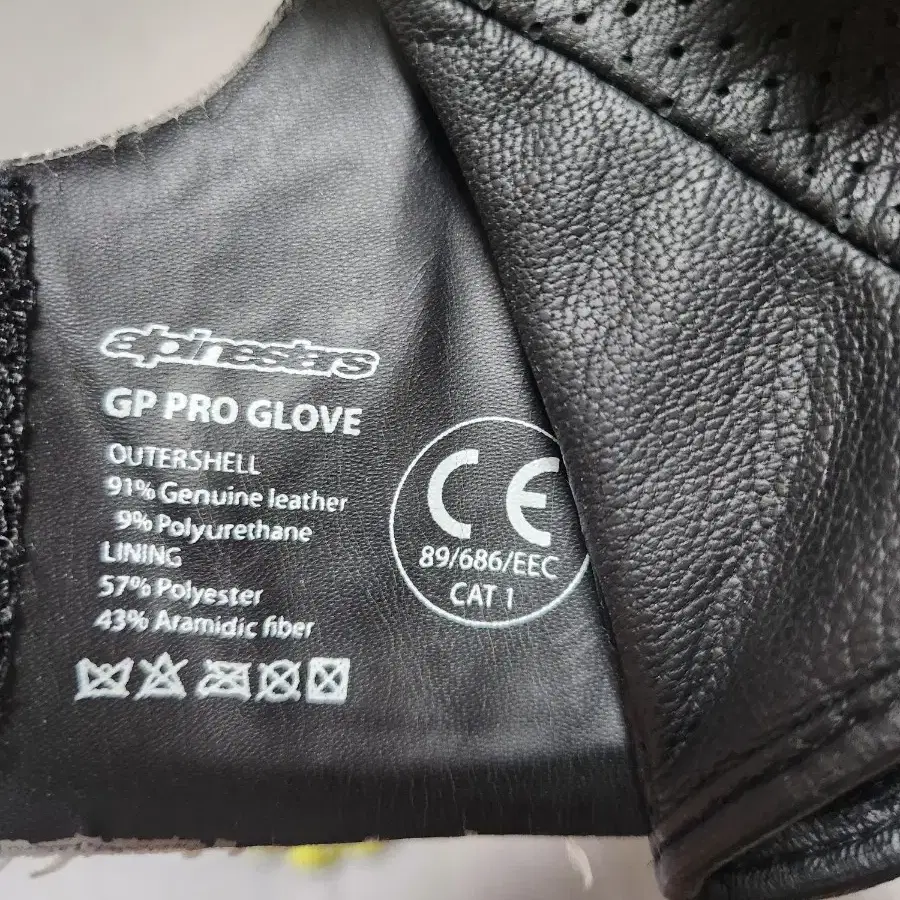 alpinestars
GP PRO GLOVE
OUTERSHELL
91% Genuine leather
9% Polyurethane
LINING
57% Polyester
43% Aramidic fiber
CE
89/686/EEC
CAT 1